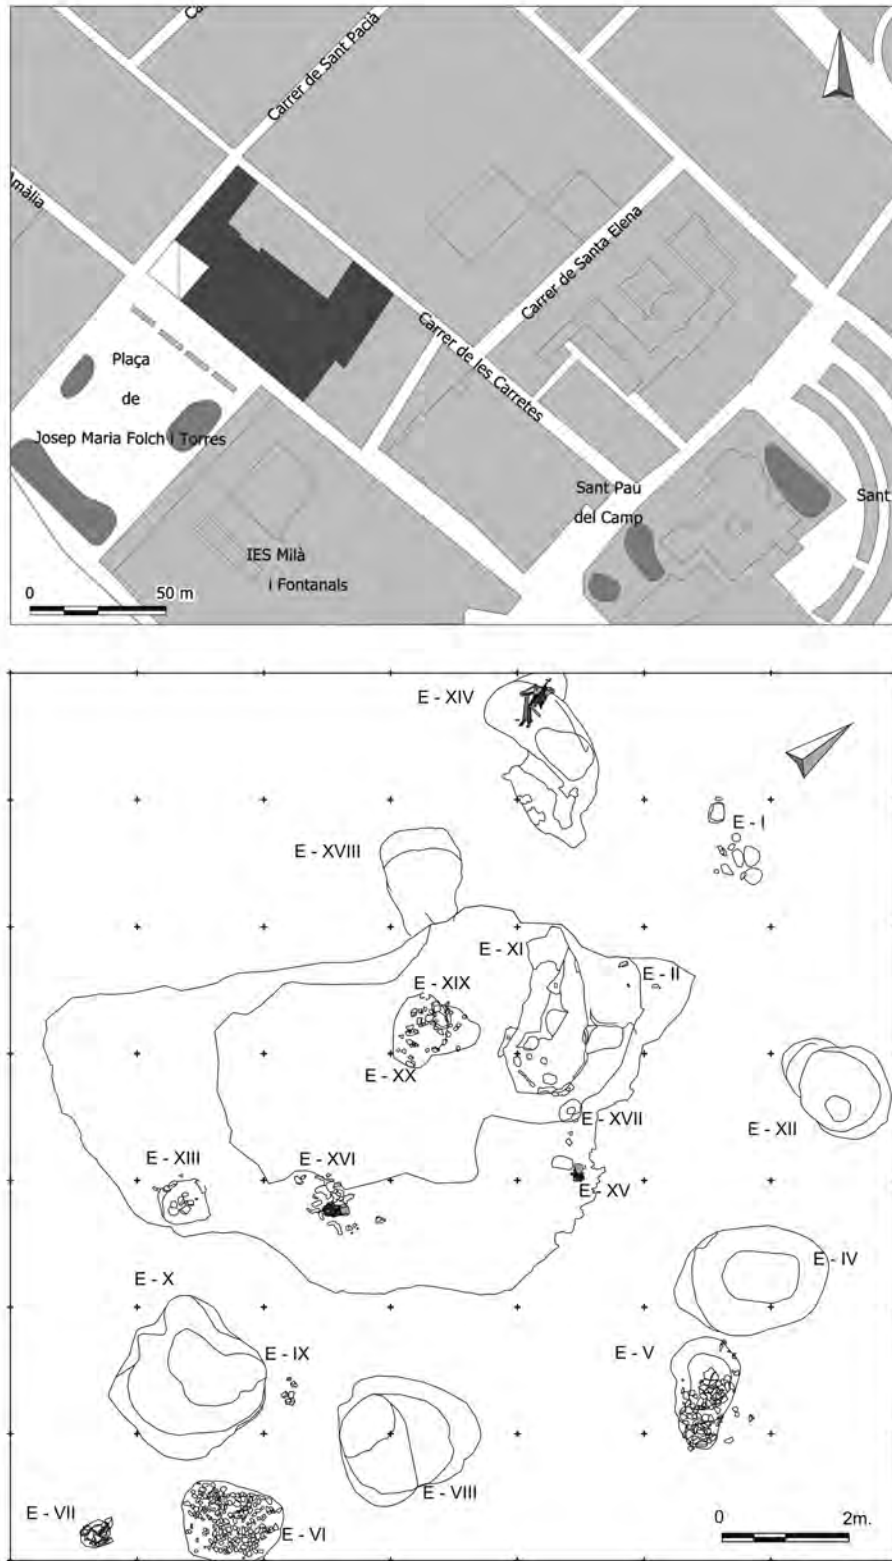 Ca
Carrer de Sant Pacià
Amàlia
Carrer de Santa Elena
Carrer de les Carretes
Plaça
de
Josep Maria Folch i Torres
Sant Pau
del Camp
Sant
IES Milà
i Fontanals
0 50 m
E - XIV
E - I
E - XVIII
E - XI
E - II
E - XIX
E - XX
E - XVII
E - XII
E - XIII
E - XVI
E - XV
E - IV
E - X
E - IX
E - V
E - VIII
E - VII
E - VI
0 2m.